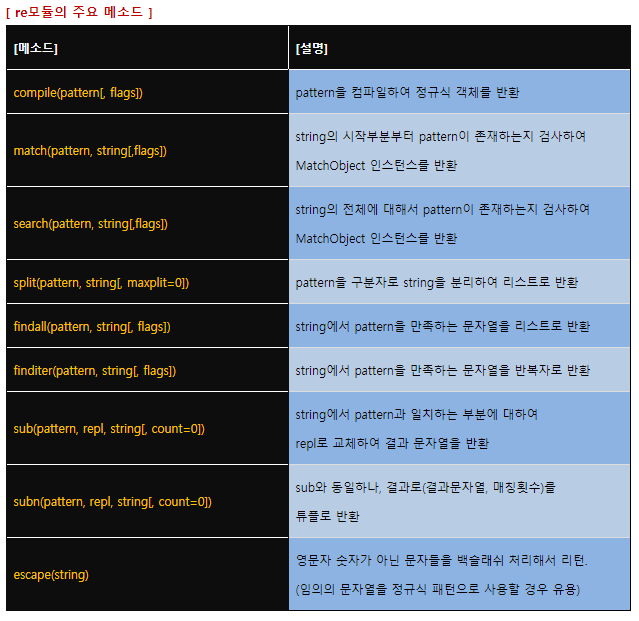 [ re모듈의 주요 메소드 ]
[메소드] [설명]
compile(pattern[, flags]) pattern을 컴파일하여 정규식 객체를 반환
match(pattern, string[,flags]) string의 시작부분부터 pattern이 존재하는지 검사하여
MatchObject 인스턴스를 반환
search(pattern, string[,flags]) string의 전체에 대해서 pattern이 존재하는지 검사하여
MatchObject 인스턴스를 반환
split(pattern, string[, maxplit=0]) pattern을 구분자로 string을 분리하여 리스트로 반환
findall(pattern, string[, flags]) string에서 pattern을 만족하는 문자열을 리스트로 반환
finditer(pattern, string[, flags]) string에서 pattern을 만족하는 문자열을 반복자로 반환
sub(pattern, repl, string[, count=0]) string에서 pattern과 일치하는 부분에 대하여
repl로 교체하여 결과 문자열을 반환
subn(pattern, repl, string[, count=0]) sub와 동일하나, 결과로(결과문자열, 매칭횟수)를
튜플로 반환
escape(string) 영문자 숫자가 아닌 문자들을 백슬래쉬 처리해서 리턴.
(임의의 문자열을 정규식 패턴으로 사용할 경우 유용)